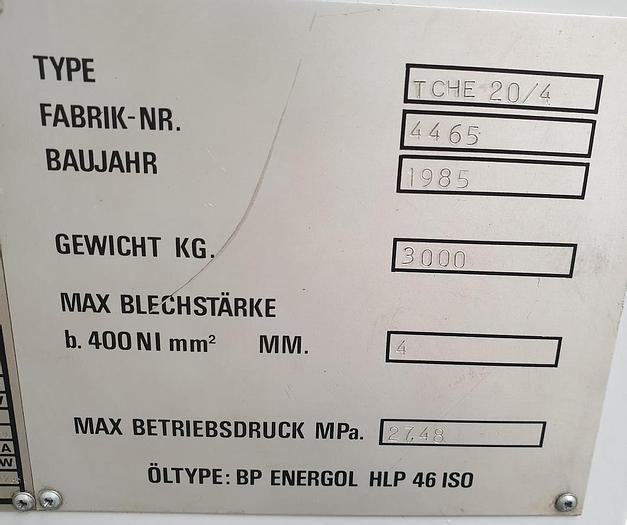 TYPE TCHE 20/4
FABRIK-NR. 4465
BAUJAHR 1985
GEWICHT KG. 3000
MAX BLECHSTÄRKE
b. 400 NI mm² MM. 4
MAX BETRIEBSDRUCK MPa. 27,48
ÖLTYPE: BP ENERGOL HLP 46 ISO
A
W